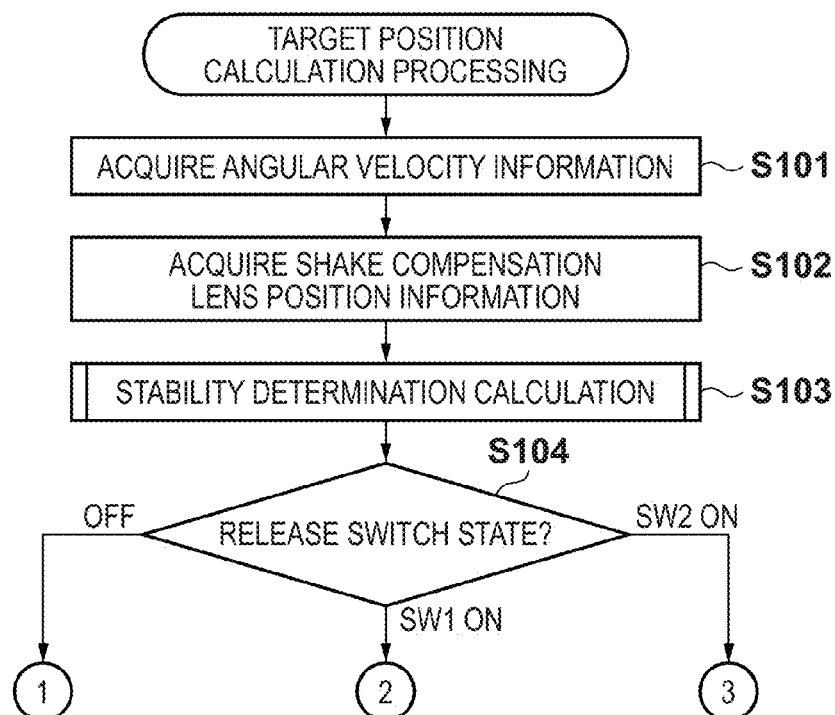 TARGET POSITION
CALCULATION PROCESSING
ACQUIRE ANGULAR VELOCITY INFORMATION
S101
ACQUIRE SHAKE COMPENSATION
LENS POSITION INFORMATION
S102
STABILITY DETERMINATION CALCULATION
S103
S104
OFF
RELEASE SWITCH STATE?
SW2 ON
SW1 ON
1
2
3